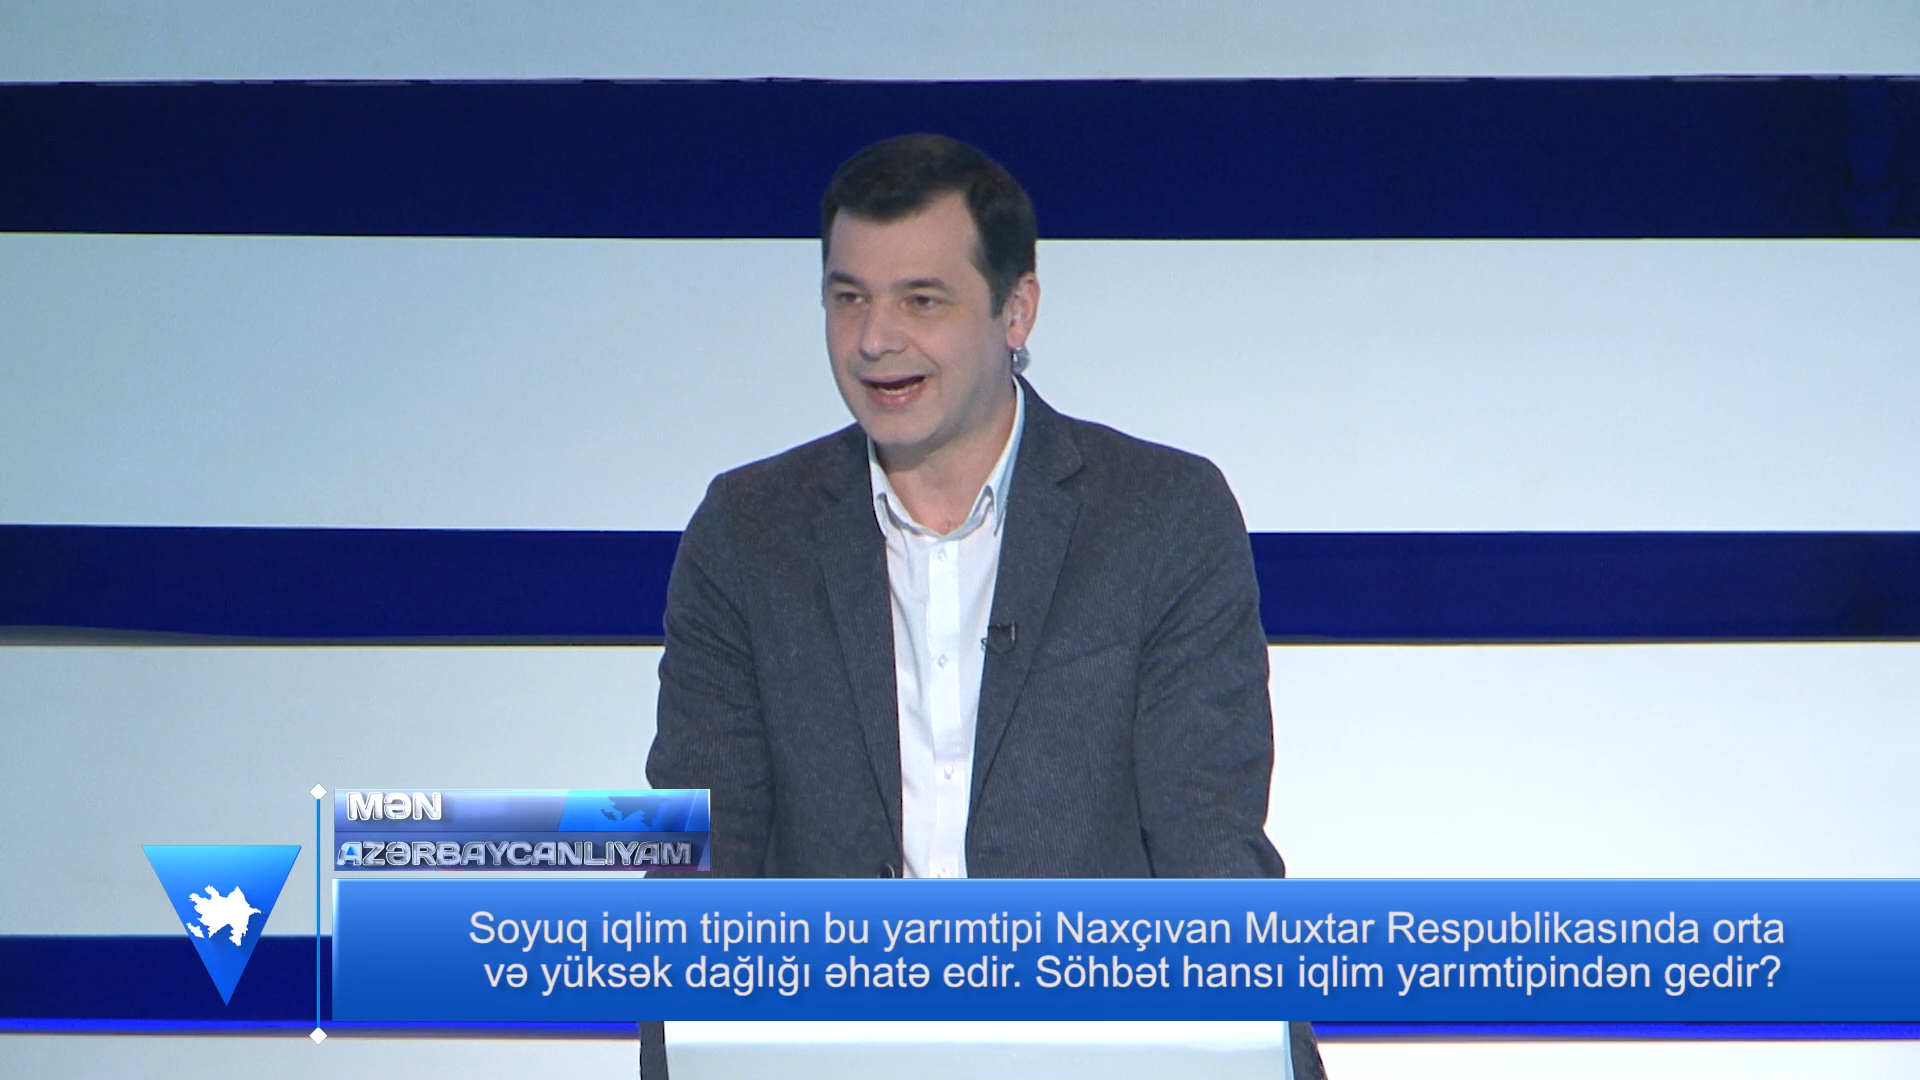 MƏN
AZƏRBAYCANLIYAM
Soyuq iqlim tipinin bu yarımtipi Naxçıvan Muxtar Respublikasında orta
və yüksək dağlığı əhatə edir. Söhbət hansı iqlim yarımtipindən gedir?